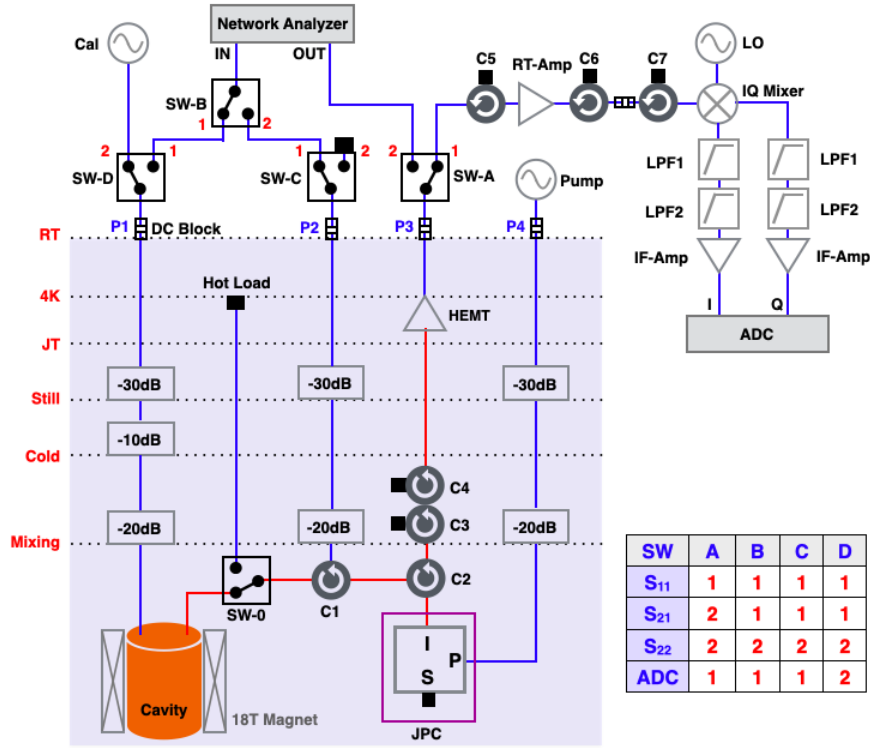 Network Analyzer
Cal
IN
OUT
C5
RT-Amp
C6
C7
LO
IQ Mixer
SW-B
1
2
2
1
SW-D
1
2
SW-C
2
1
SW-A
Pump
LPF1
LPF1
LPF2
LPF2
IF-Amp
IF-Amp
I
Q
ADC
RT
P1
DC Block
P2
P3
P4
Hot Load
4K
HEMT
JT
-30dB
-30dB
-30dB
Still
-10dB
Cold
C4
C3
-20dB
-20dB
-20dB
Mixing
SW-0
C1
C2
I
P
S
Cavity
18T Magnet
JPC
SW A B C D
S11 1 1 1 1
S21 2 1 1 1
S22 2 2 2 2
ADC 1 1 1 2